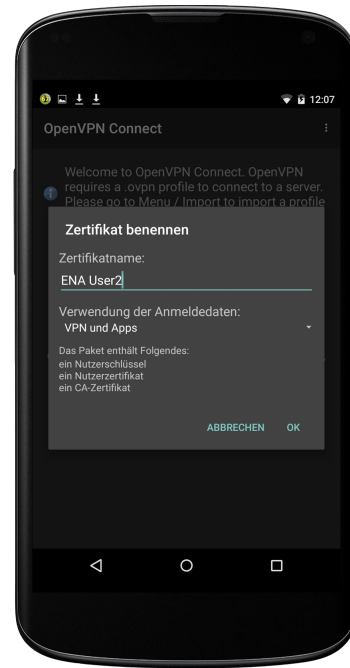 12:07
OpenVPN Connect
Welcome to OpenVPN Connect. OpenVPN
requires a .ovpn profile to connect to a server.
Please go to Menu / Import to import a profile
Zertifikat benennen
Zertifikatname:
ENA User2
Verwendung der Anmeldedaten:
VPN und Apps
Das Paket enthält Folgendes:
ein Nutzerschlüssel
ein Nutzerzertifikat
ein CA-Zertifikat
ABBRECHEN OK